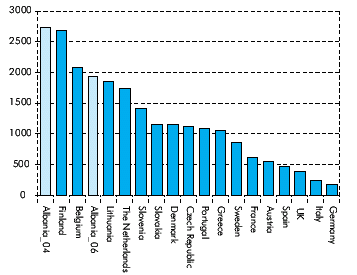 3000
2500
2000
1500
1000
500
0
Albania_04
Finland
Belgium
Albania_06
Lithuania
The Netherlands
Slovenia
Slovakia
Denmark
Czech Republic
Portugal
Greece
Sweden
France
Austria
Spain
UK
Italy
Germany